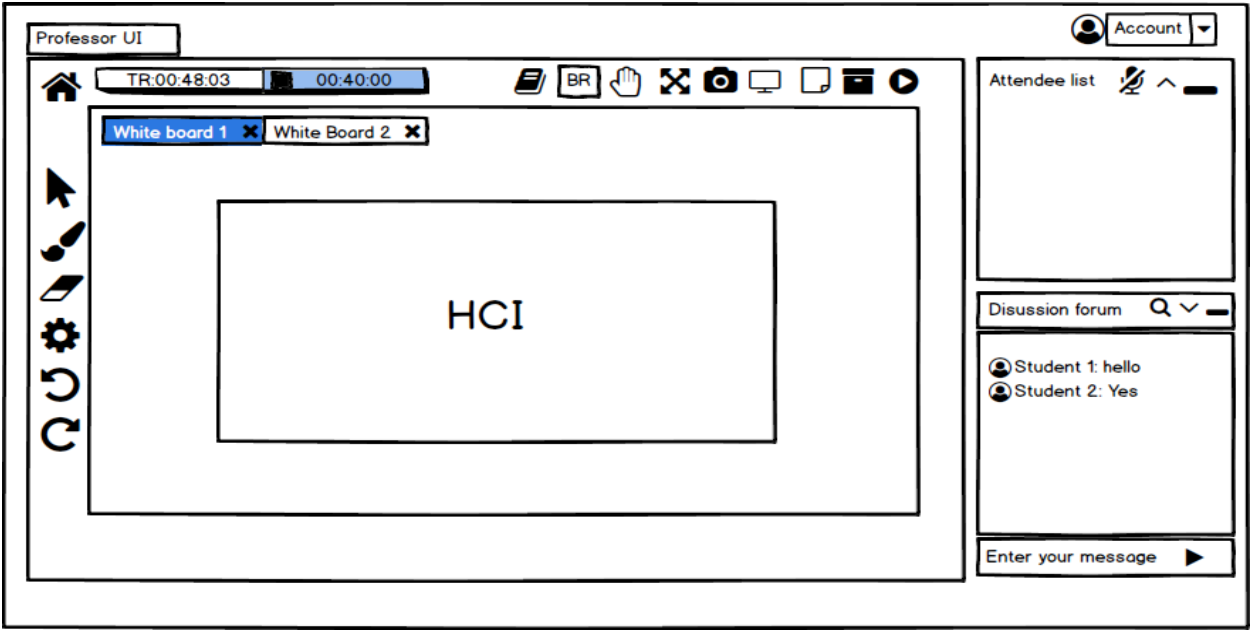 Professor UI
Account
TR:00:48:03 00:40:00
BR
Attendee list
White board 1 White Board 2
HCI
Disussion forum
Student 1: hello
Student 2: Yes
Enter your message